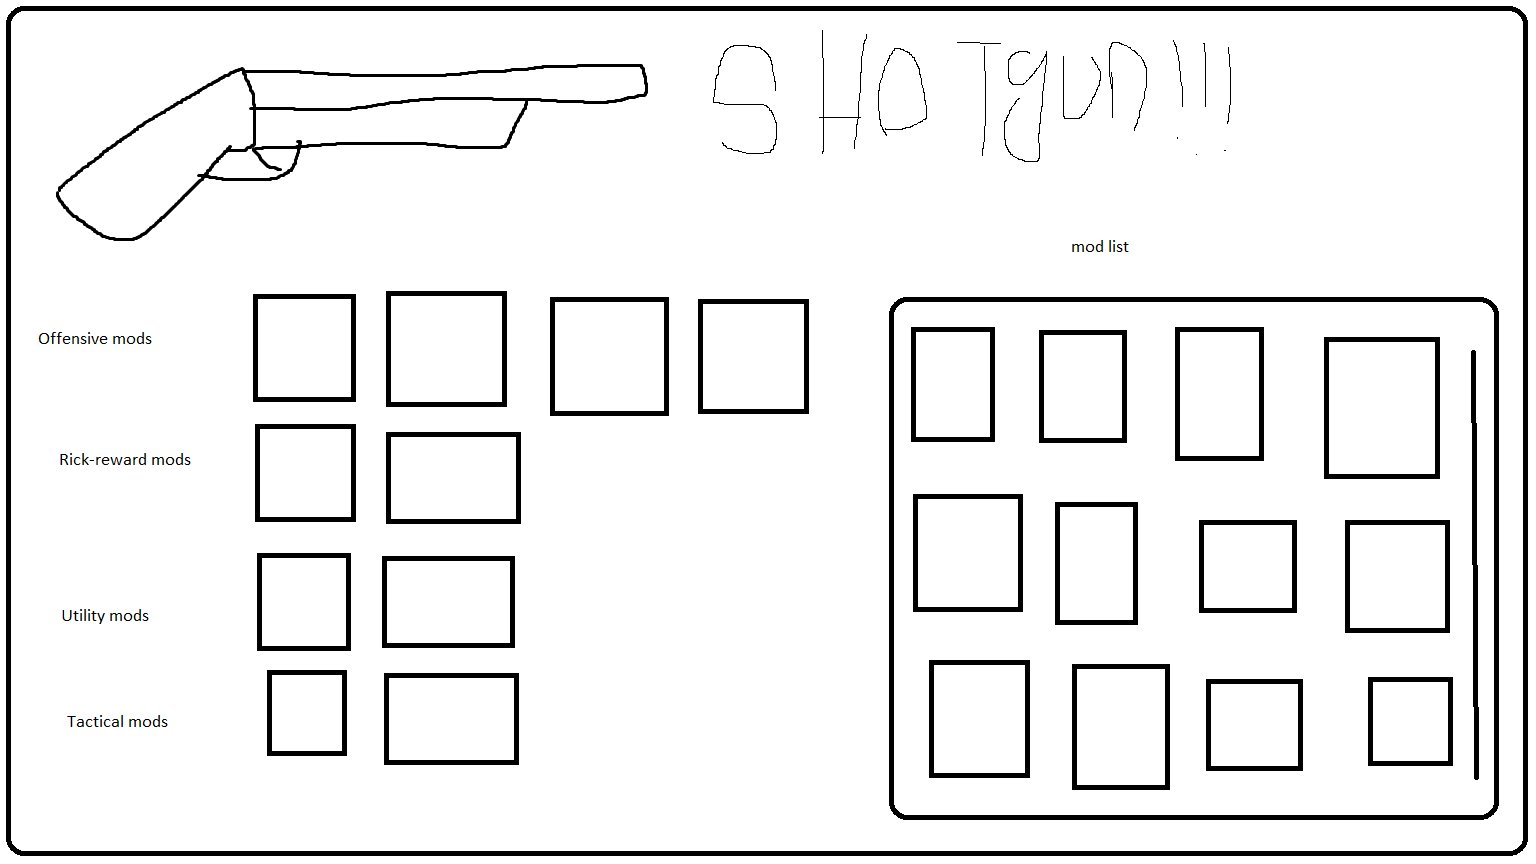 SHOTgun!!!
mod list
Offensive mods
Rick-reward mods
Utility mods
Tactical mods